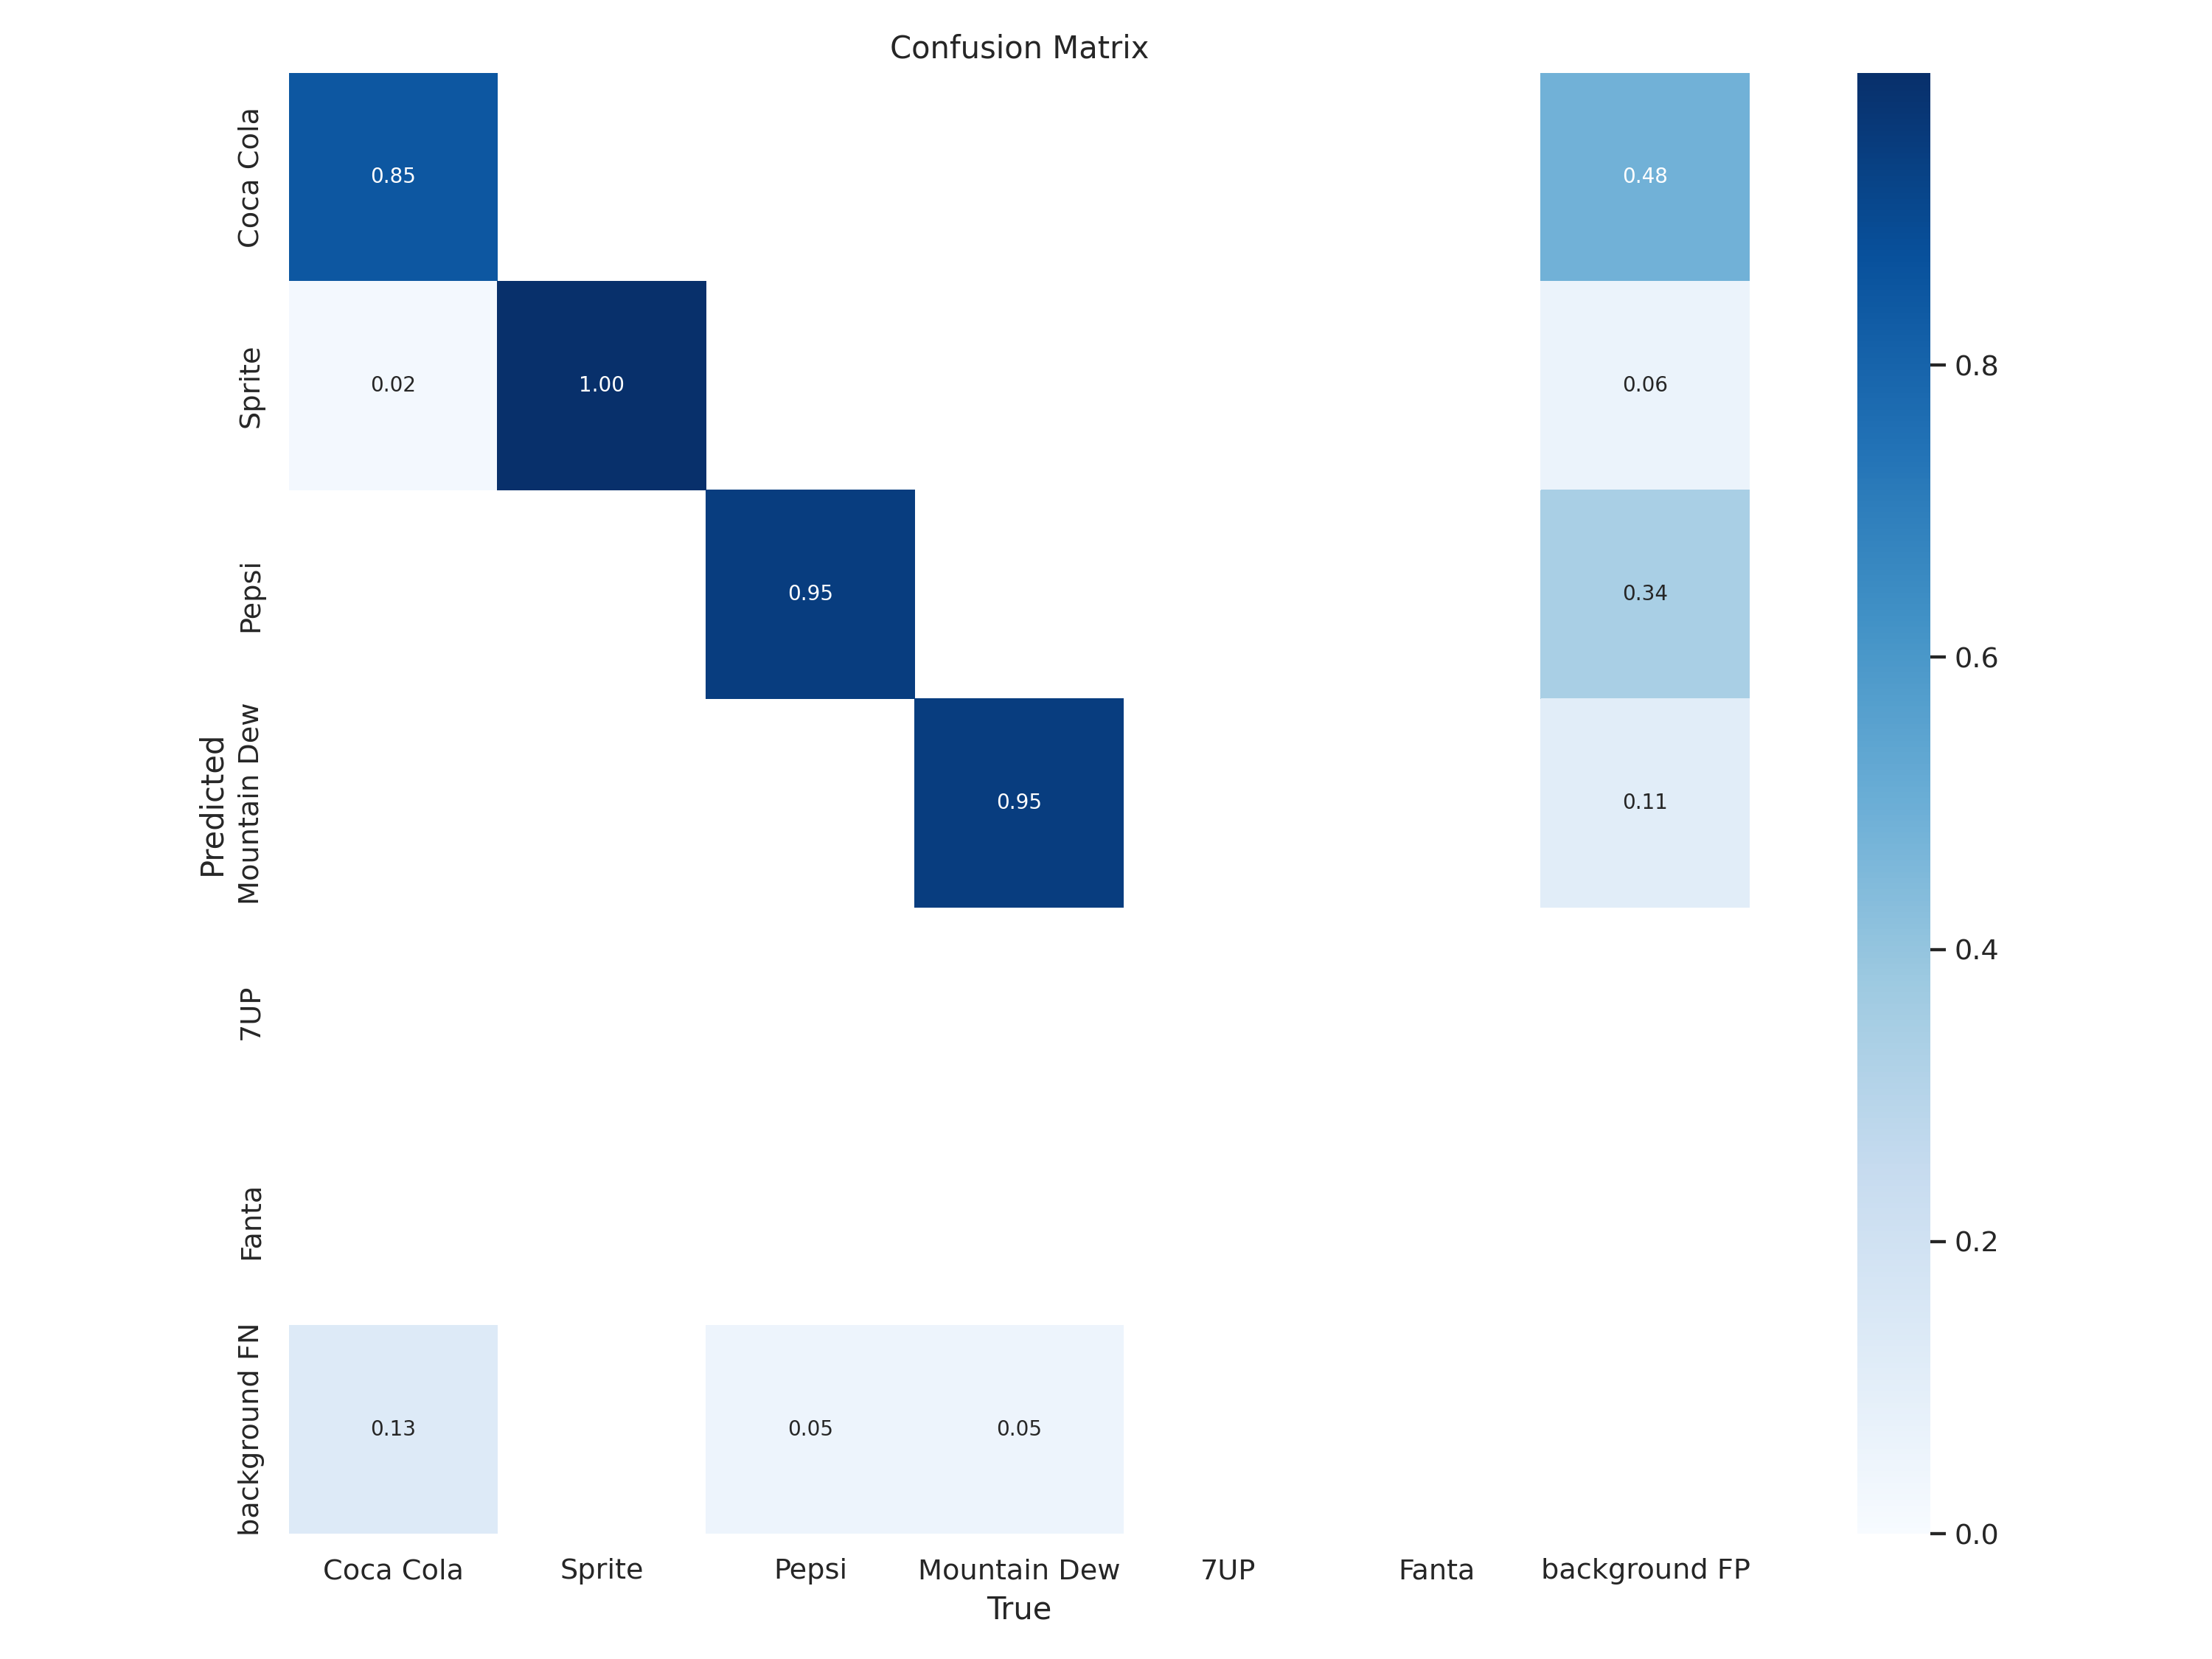 Confusion Matrix
Coca Cola
0.85
0.48
Sprite
0.02
1.00
0.06
0.8
Pepsi
0.95
0.34
0.6
Predicted
Mountain Dew
0.95
0.11
0.4
7UP
Fanta
0.2
background FN
0.13
0.05
0.05
0.0
Coca Cola Sprite Pepsi Mountain Dew 7UP Fanta background FP
True